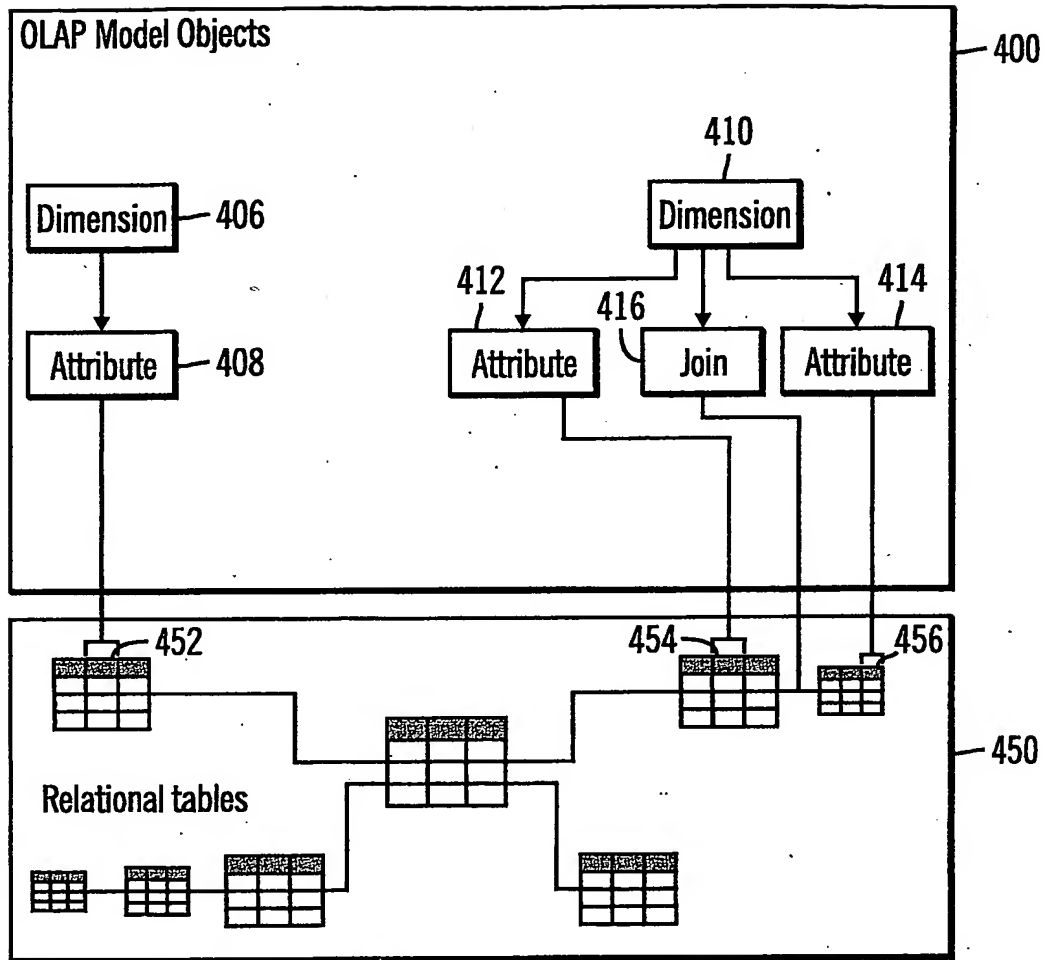 OLAP Model Objects
400
410
Dimension
406
Dimension
412
416
414
Attribute
408
Attribute
Join
Attribute
452
454
456
450
Relational tables